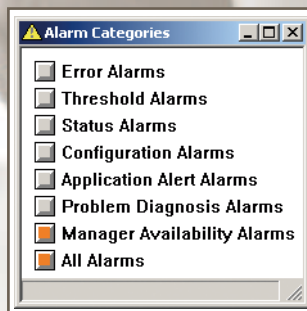 Alarm Categories
Error Alarms
Threshold Alarms
Status Alarms
Configuration Alarms
Application Alert Alarms
Problem Diagnosis Alarms
Manager Availability Alarms
All Alarms